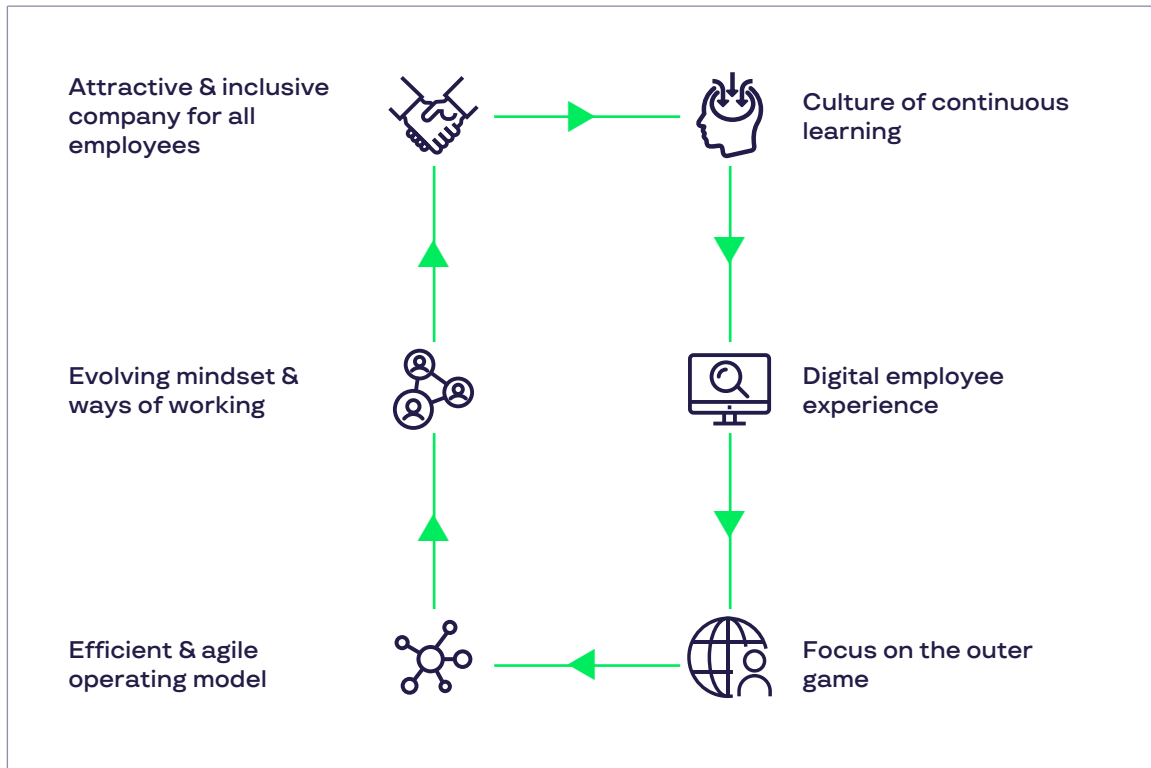 Attractive & inclusive
company for all
employees
Culture of continuous
learning
Evolving mindset &
ways of working
Digital employee
experience
Efficient & agile
operating model
Focus on the outer
game